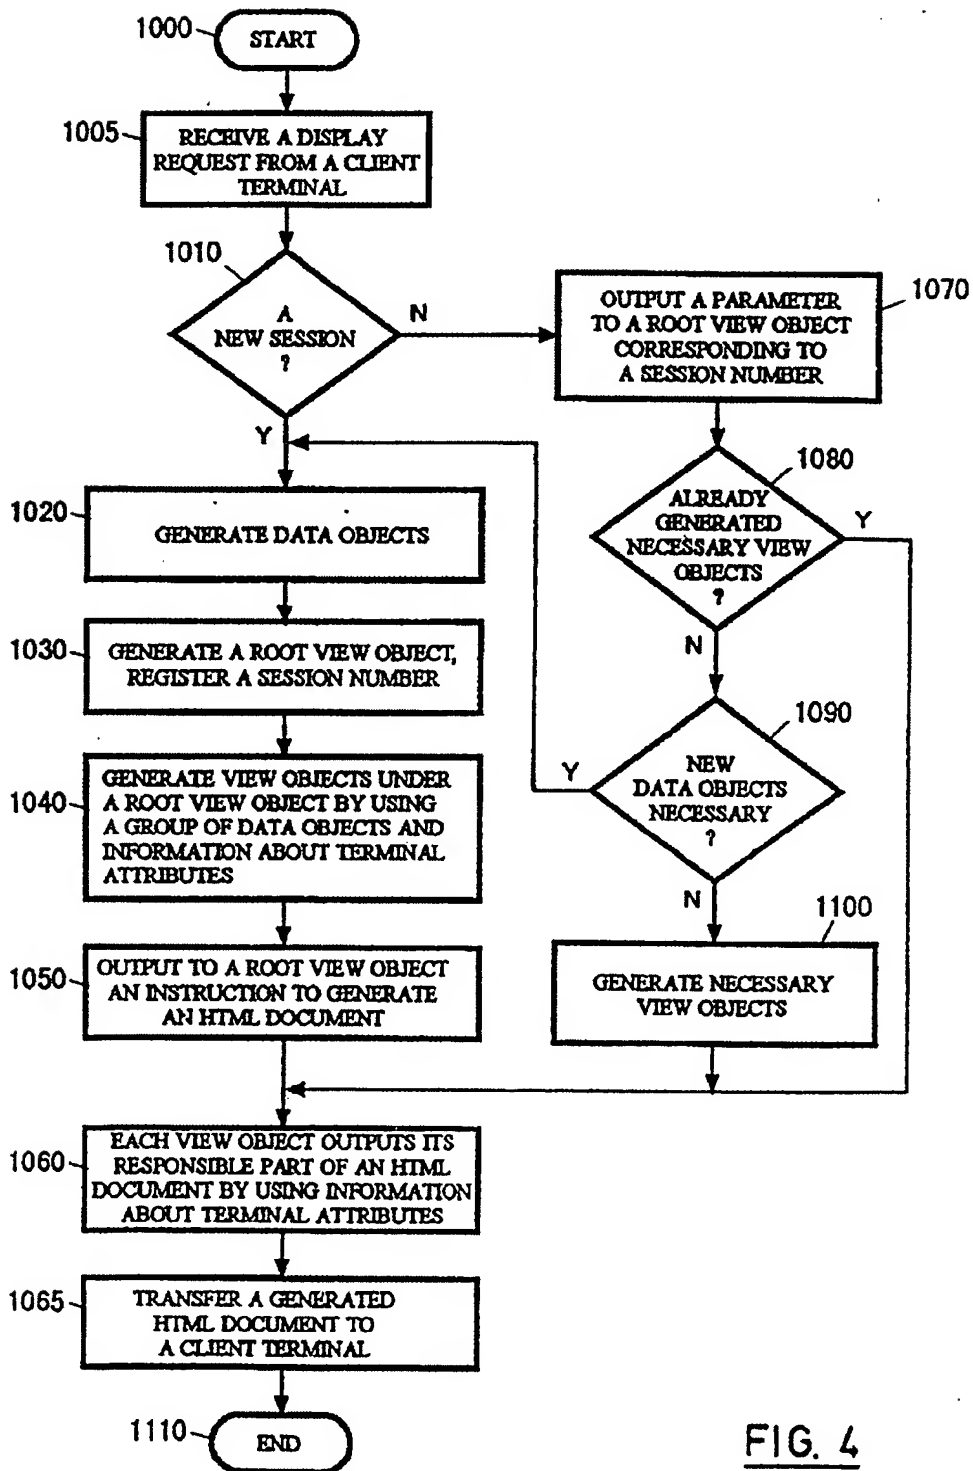 1000
START
1005
RECEIVE A DISPLAY
REQUEST FROM A CLIENT
TERMINAL
1010
A
NEW SESSION
?
N
Y
1070
OUTPUT A PARAMETER
TO A ROOT VIEW OBJECT
CORRESPONDING TO
A SESSION NUMBER
1080
ALREADY
GENERATED
NECESSARY VIEW
OBJECTS
?
Y
N
1020
GENERATE DATA OBJECTS
1030
GENERATE A ROOT VIEW OBJECT,
REGISTER A SESSION NUMBER
1090
NEW
DATA OBJECTS
NECESSARY
?
Y
N
1040
GENERATE VIEW OBJECTS UNDER
A ROOT VIEW OBJECT BY USING
A GROUP OF DATA OBJECTS AND
INFORMATION ABOUT TERMINAL
ATTRIBUTES
1100
GENERATE NECESSARY
VIEW OBJECTS
1050
OUTPUT TO A ROOT VIEW OBJECT
AN INSTRUCTION TO GENERATE
AN HTML DOCUMENT
1060
EACH VIEW OBJECT OUTPUTS ITS
RESPONSIBLE PART OF AN HTML
DOCUMENT BY USING INFORMATION
ABOUT TERMINAL ATTRIBUTES
1065
TRANSFER A GENERATED
HTML DOCUMENT TO
A CLIENT TERMINAL
1110
END
FIG. 4